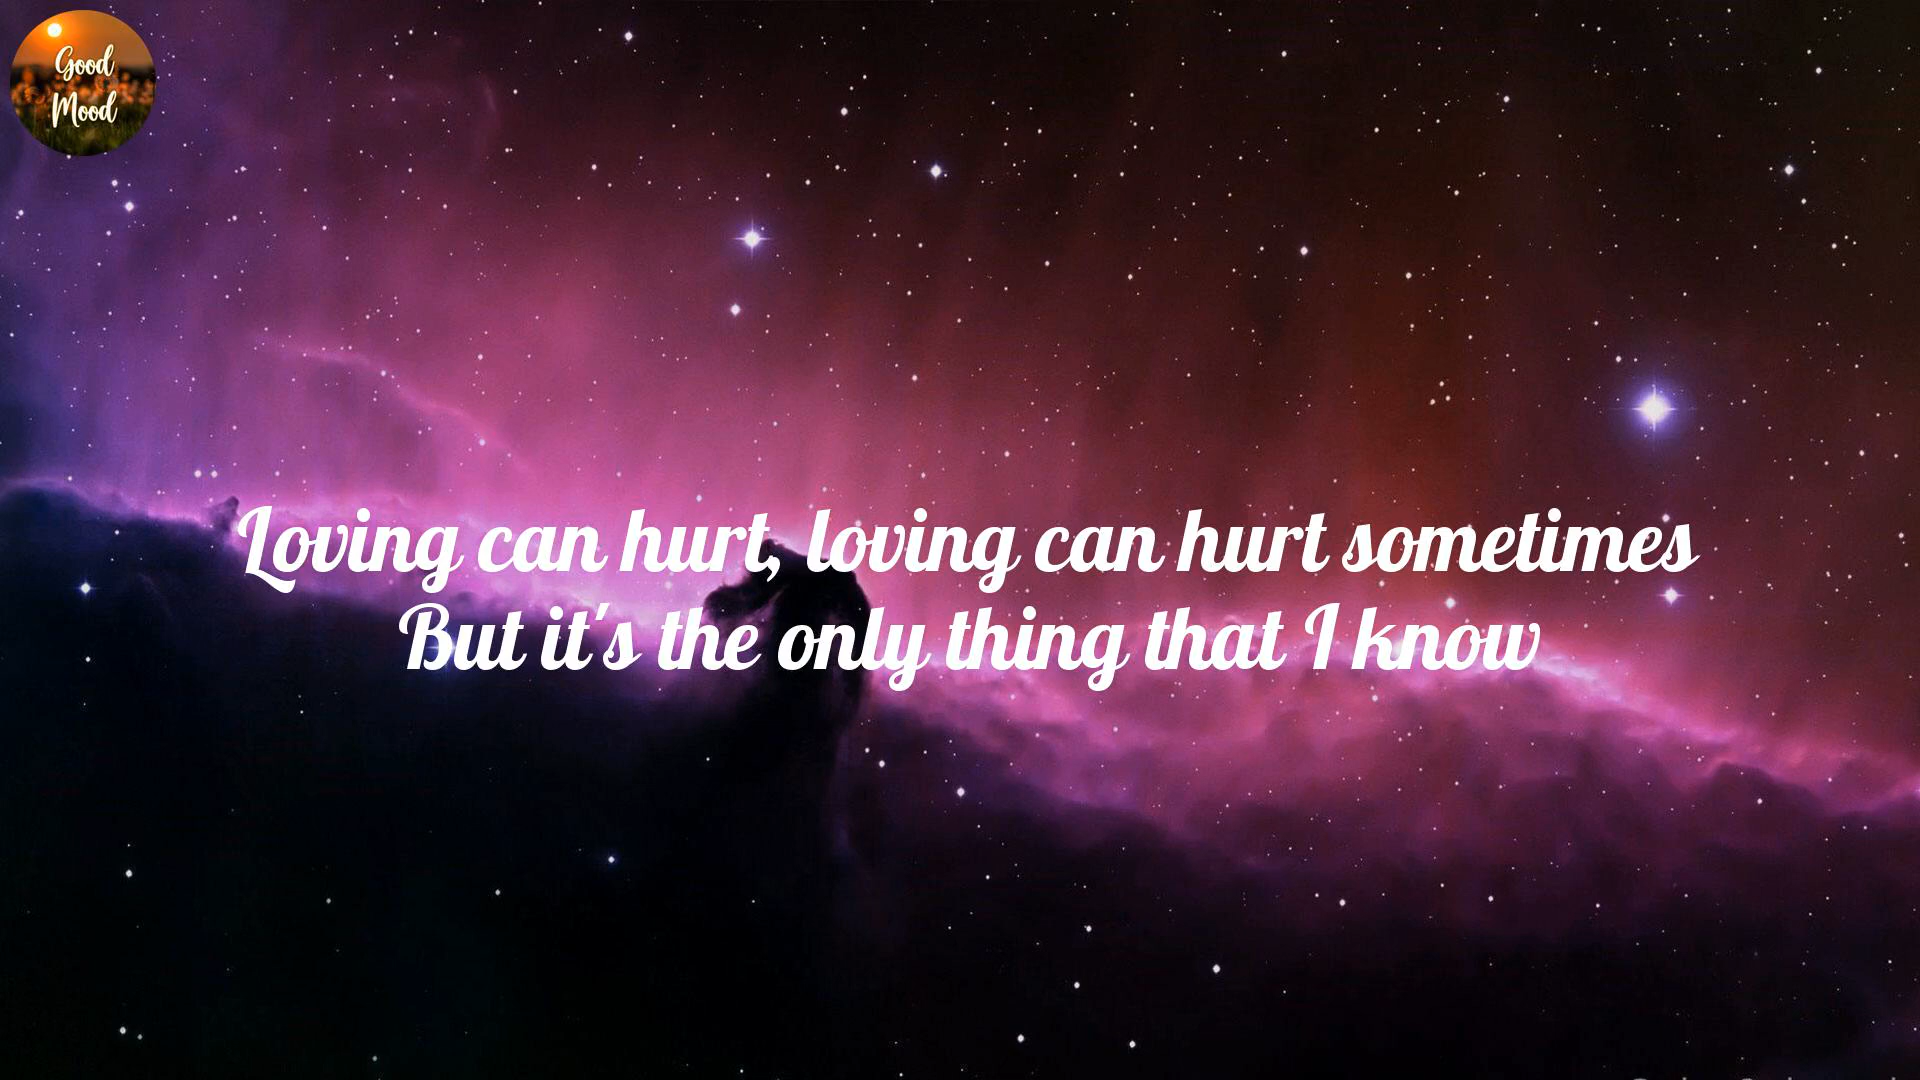 Good
Mood
Loving can hurt, loving can hurt sometimes
But it's the only thing that I know